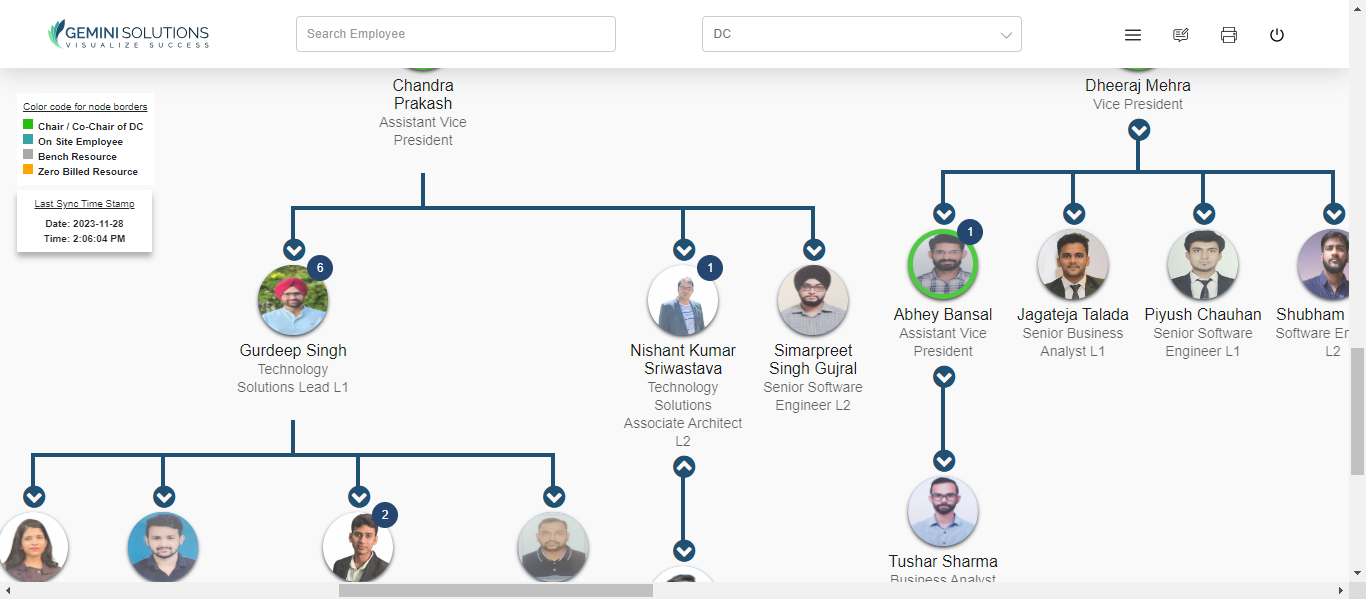 GEMINI SOLUTIONS
VISUALIZE SUCCESS
Search Employee
DC
Color code for node borders
Chair / Co-Chair of DC
On Site Employee
Bench Resource
Zero Billed Resource
Last Sync Time Stamp
Date: 2023-11-28
Time: 2:06:04 PM
Chandra
Prakash
Assistant Vice
President
Dheeraj Mehra
Vice President
6
Gurdeep Singh
Technology
Solutions Lead L1
1
Nishant Kumar
Sriwastava
Technology
Solutions
Associate Architect
L2
Simarpreet
Singh Gujral
Senior Software
Engineer L2
1
Abhey Bansal
Assistant Vice
President
Jagateja Talada
Senior Business
Analyst L1
Piyush Chauhan
Senior Software
Engineer L1
Shubham
Software Er
L2
2
Tushar Sharma
Business Analyst